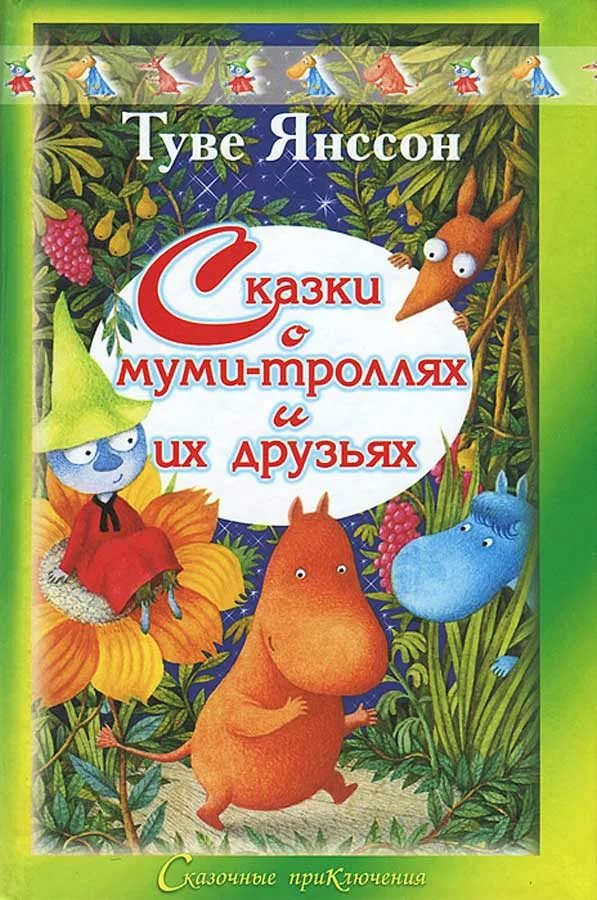 Туве Янссон
Сказки
о
муми-троллях
и
их друзьях
Сказочные приКлючения